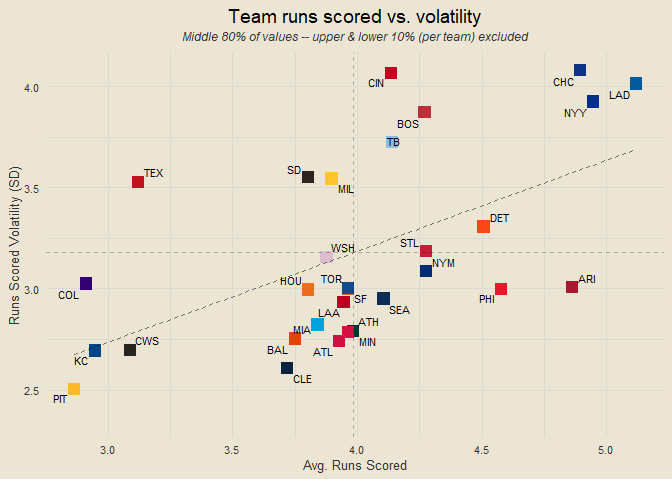 Team runs scored vs. volatility
Middle 80% of values -- upper & lower 10% (per team) excluded
Runs Scored Volatility (SD)
4.0
3.5
3.0
2.5
CIN
CHC
LAD
NYY
BOS
TB
TEX
SD
MIL
DET
STL
WSH
NYM
COL
HOU
TOR
SF
ARI
PHI
SEA
LAA
MIA
ATH
MIN
BAL
ATL
CWS
KC
CLE
PIT
3.0
3.5
4.0
4.5
5.0
Avg. Runs Scored